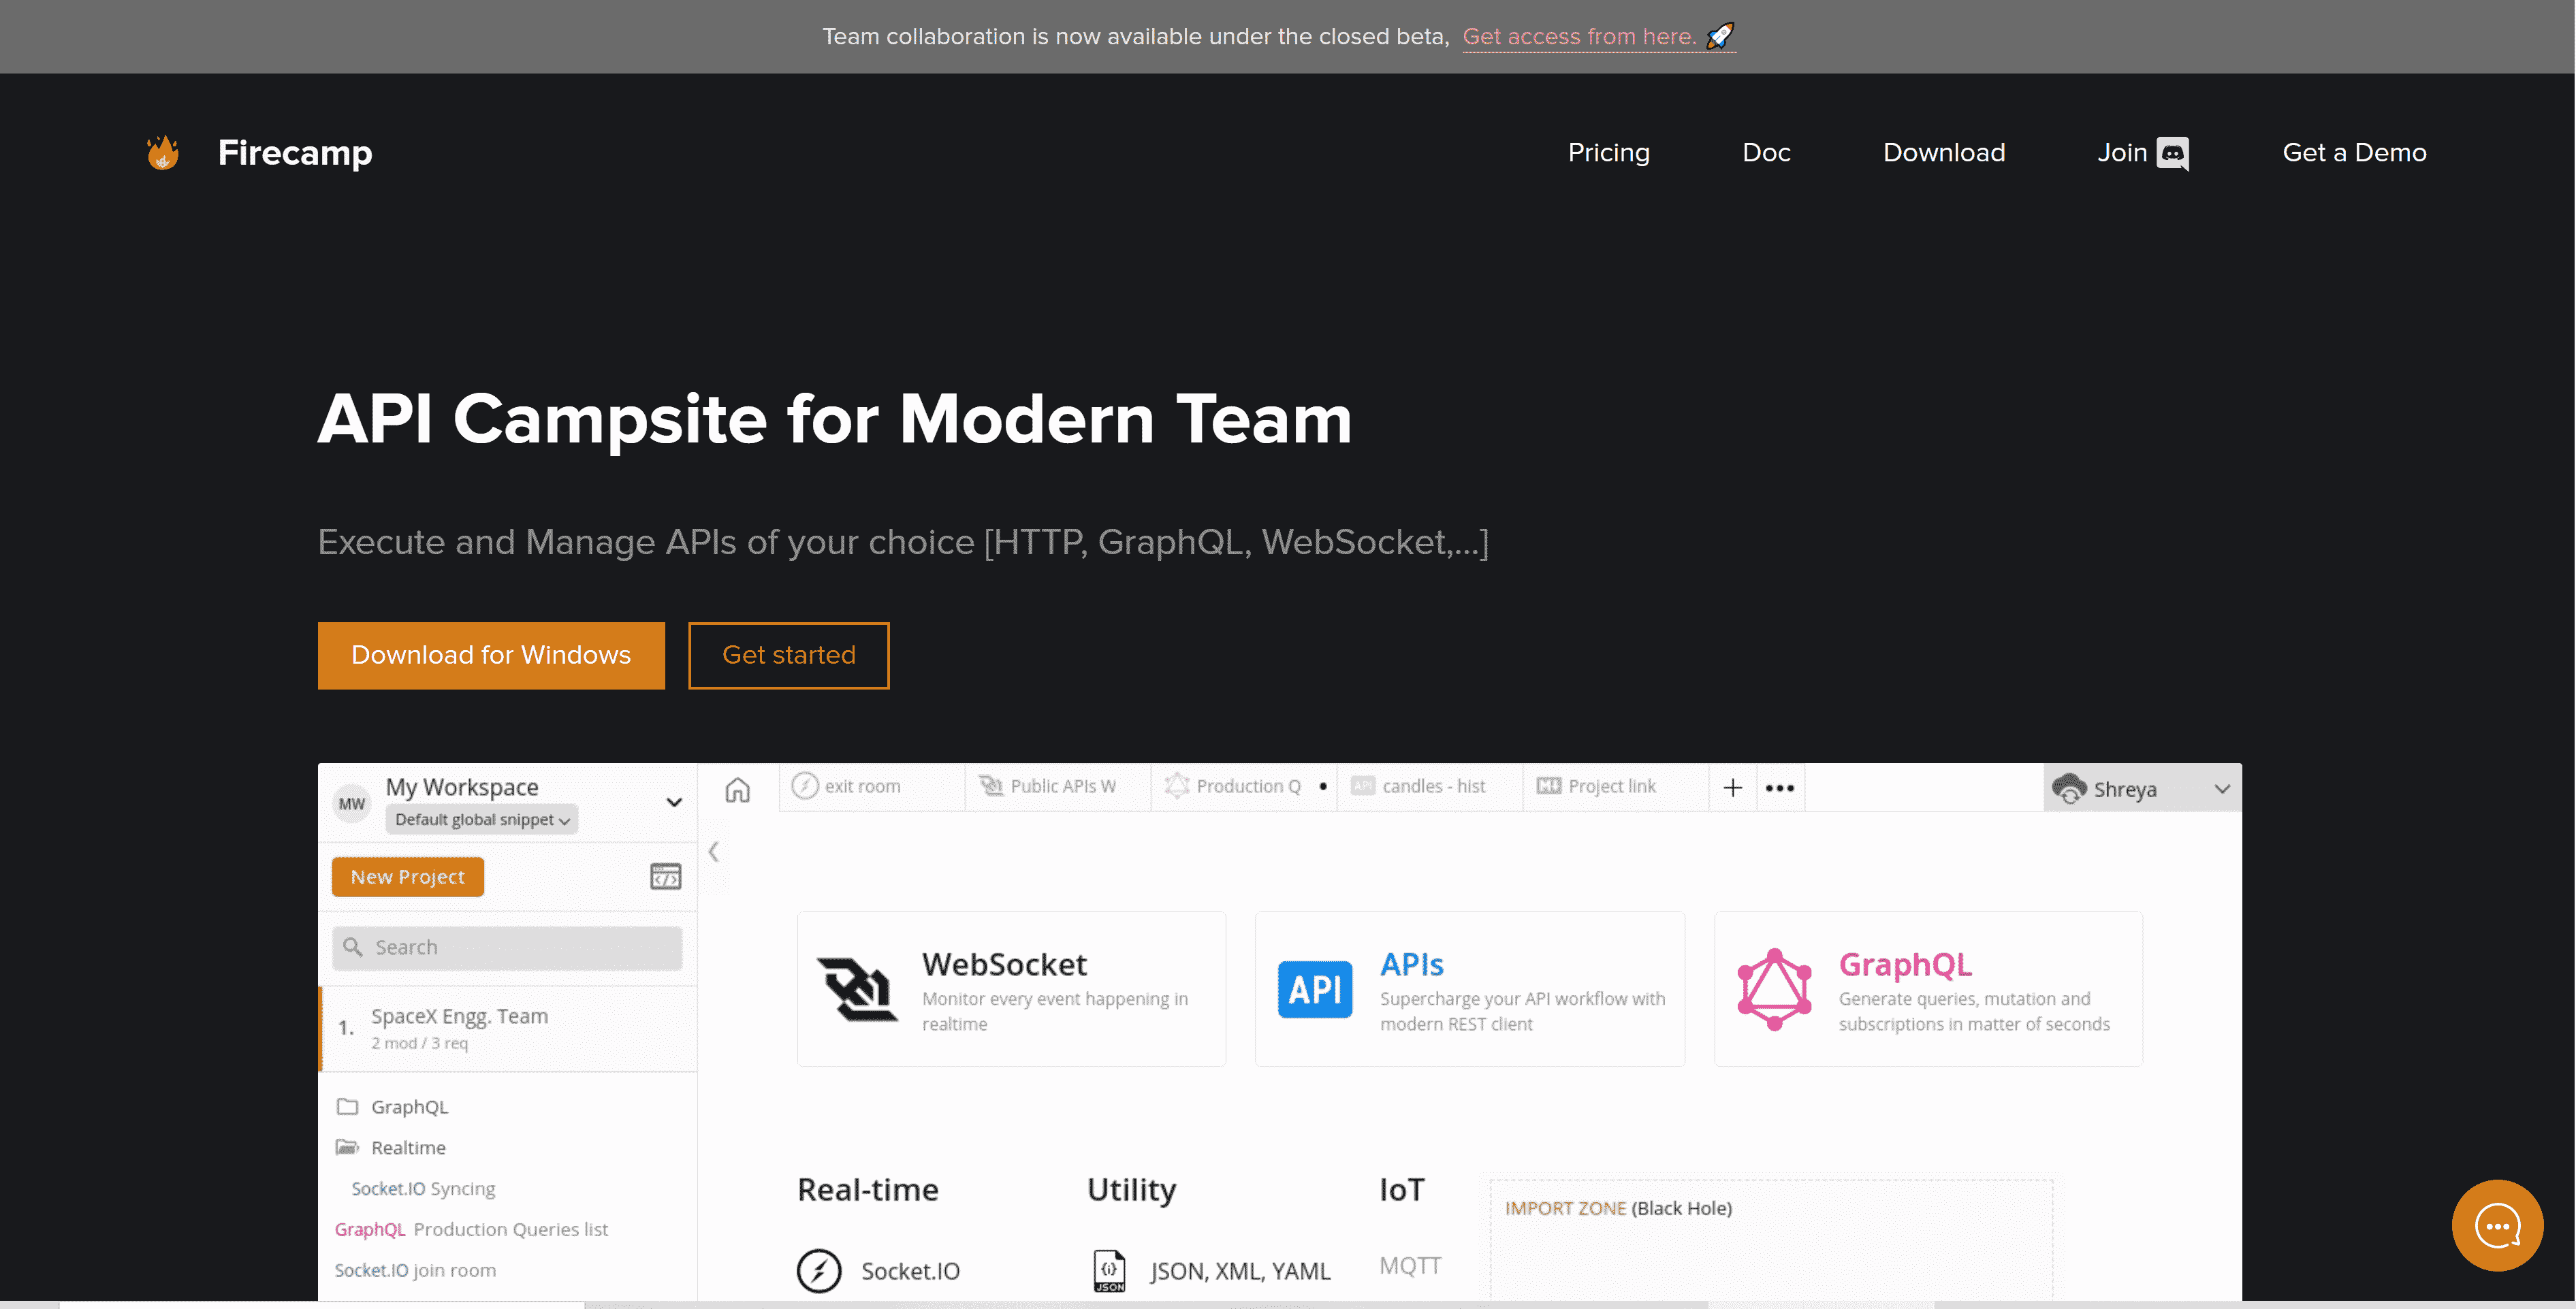 Team collaboration is now available under the closed beta, Get access from here.
Firecamp
Pricing
Doc
Download
Join
Get a Demo
API Campsite for Modern Team
Execute and Manage APIs of your choice [HTTP, GraphQL, WebSocket,...]
Download for Windows
Get started
MW
My Workspace
Default global snippet
exit room
Public APIs W
Production Q
API
candles - hist
Project link
Shreya
New Project
Search
1.
SpaceX Engg. Team
2 mod / 3 req
GraphQL
Realtime
Socket.IO Syncing
GraphQL Production Queries list
Socket.IO join room
WebSocket
Monitor every event happening in
realtime
API
APIs
Supercharge your API workflow with
modern REST client
GraphQL
Generate queries, mutation and
subscriptions in matter of seconds
Real-time
Socket.IO
Utility
JSON
JSON, XML, YAML
IoT
MQTT
IMPORT ZONE (Black Hole)